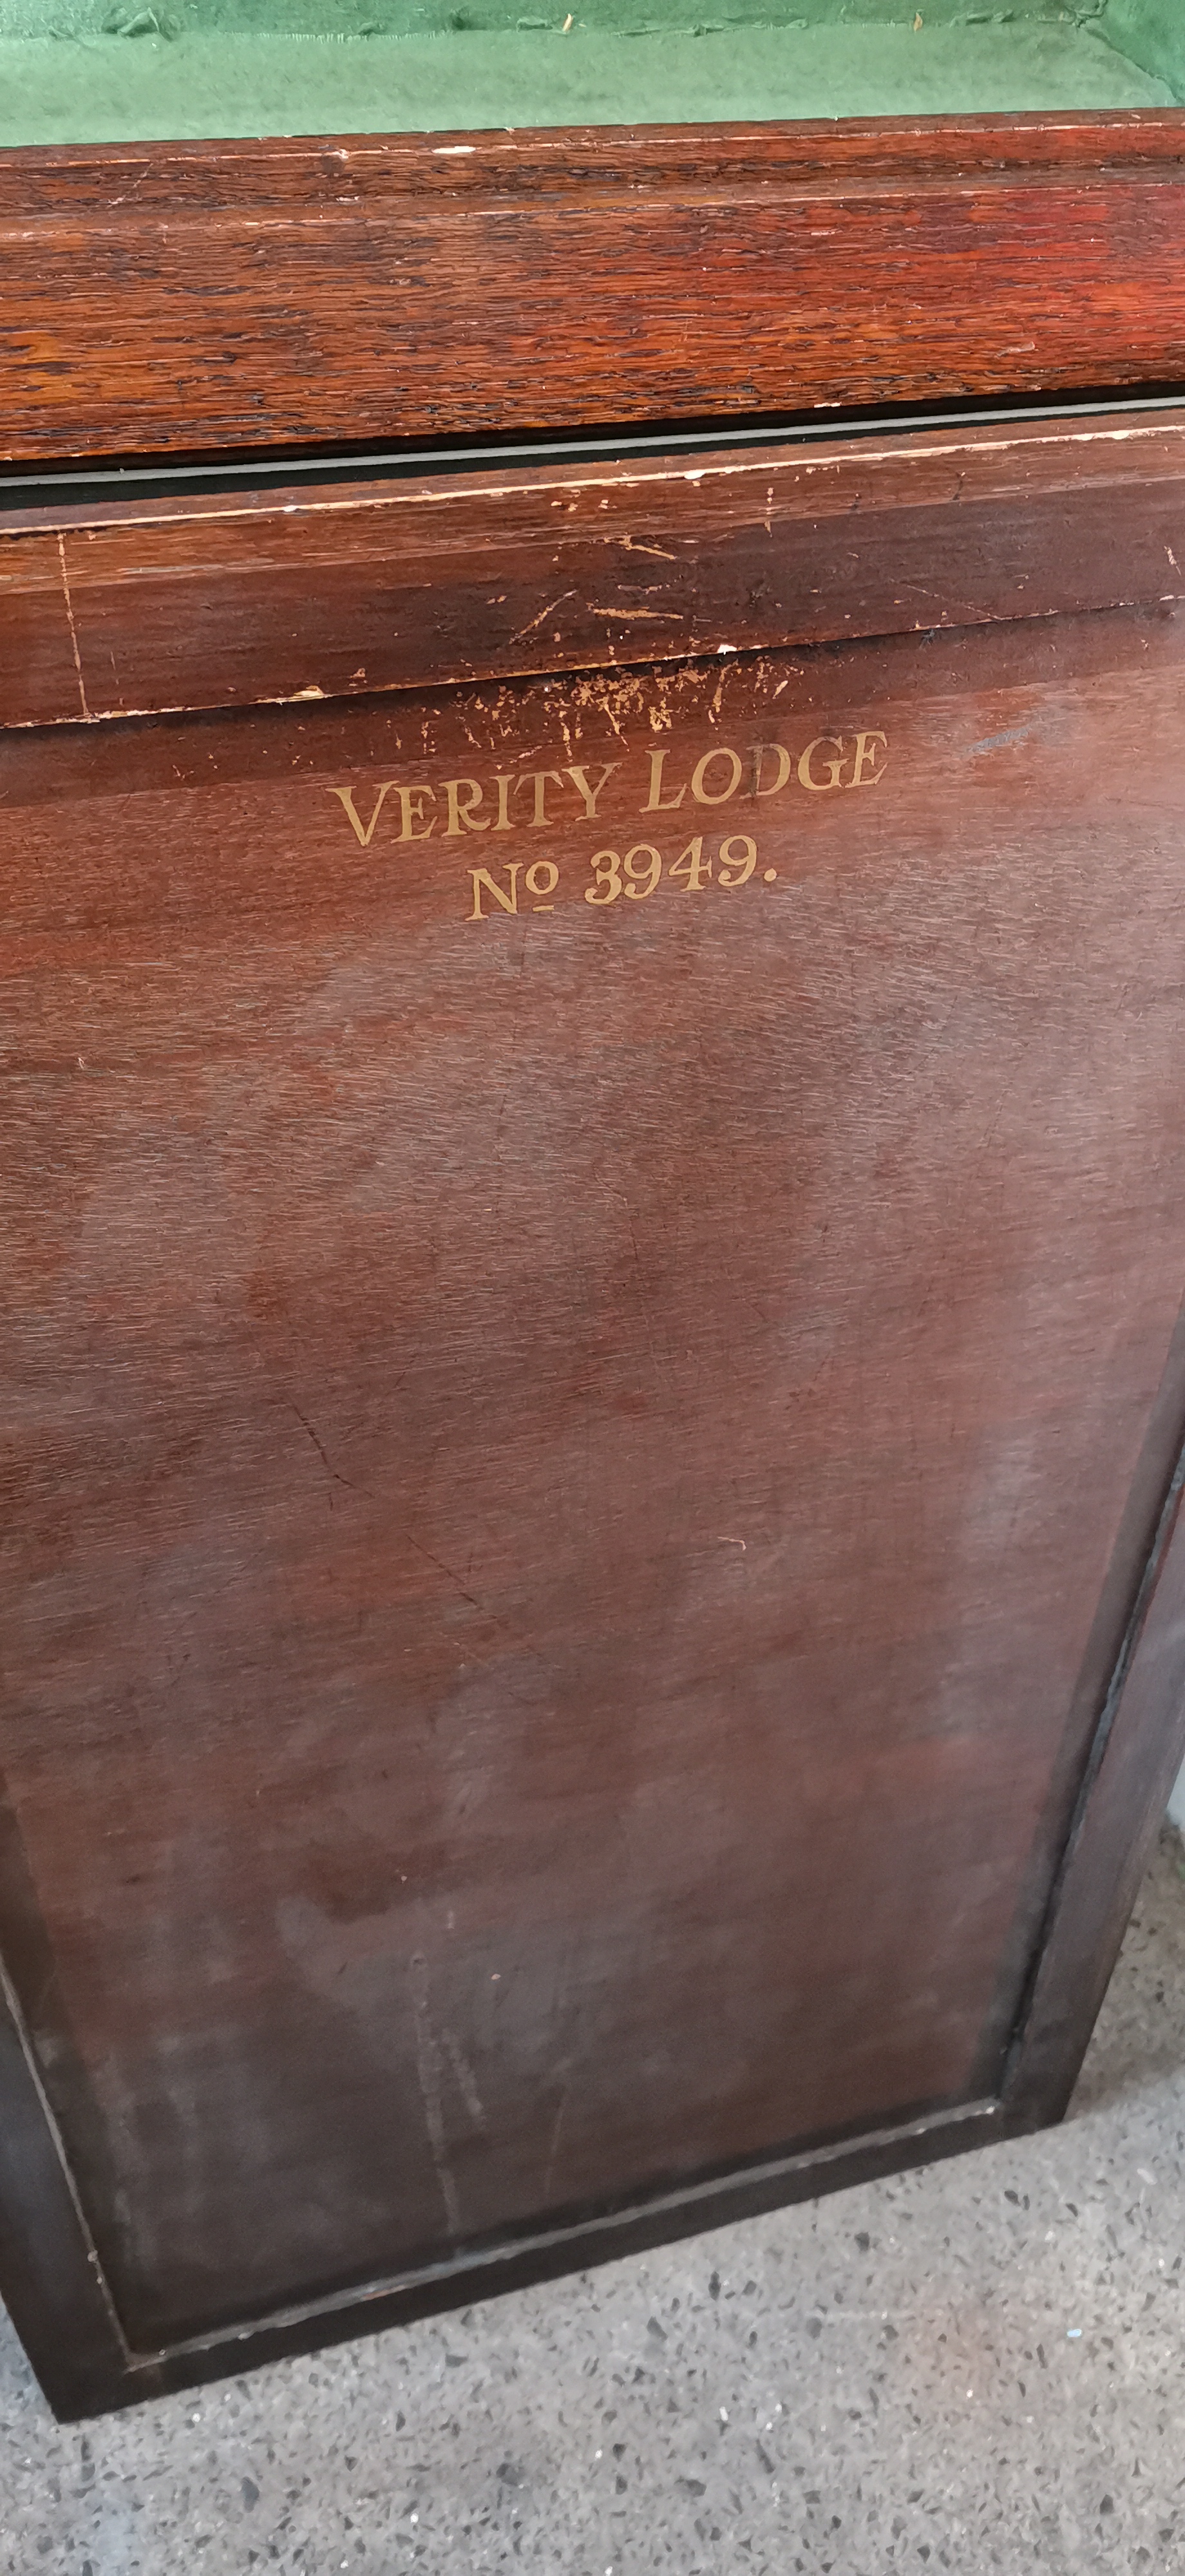 VERITY LODGE
Nº 3949.